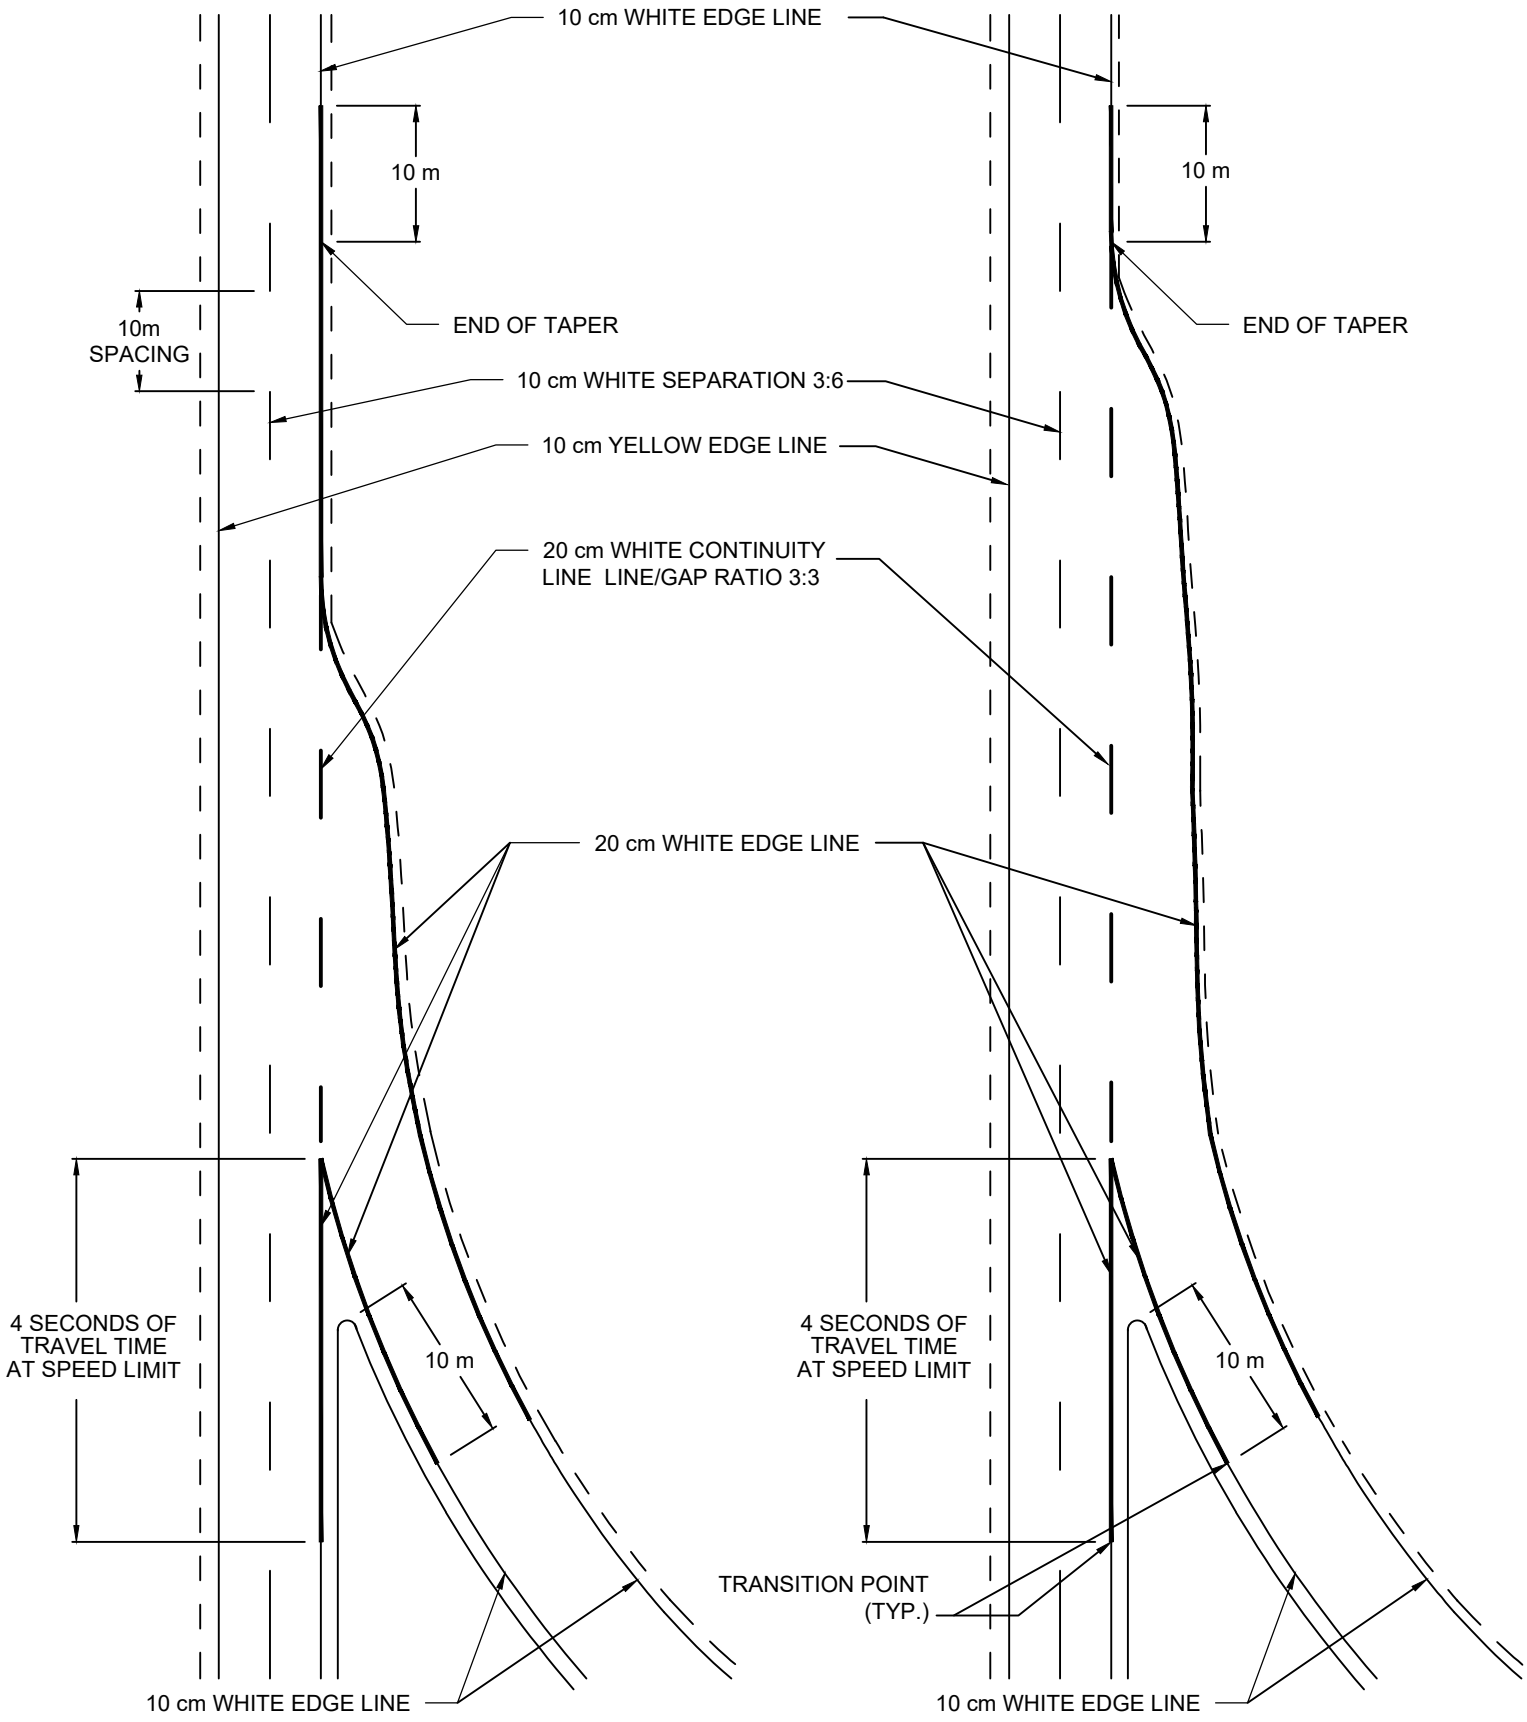 10 cm WHITE EDGE LINE
10 m
10 m
END OF TAPER
END OF TAPER
10m
SPACING
10 cm WHITE SEPARATION 3:6
10 cm YELLOW EDGE LINE
20 cm WHITE CONTINUITY
LINE LINE/GAP RATIO 3:3
20 cm WHITE EDGE LINE
4 SECONDS OF
TRAVEL TIME
AT SPEED LIMIT
10 m
4 SECONDS OF
TRAVEL TIME
AT SPEED LIMIT
10 m
TRANSITION POINT
(TYP.)
10 cm WHITE EDGE LINE
10 cm WHITE EDGE LINE